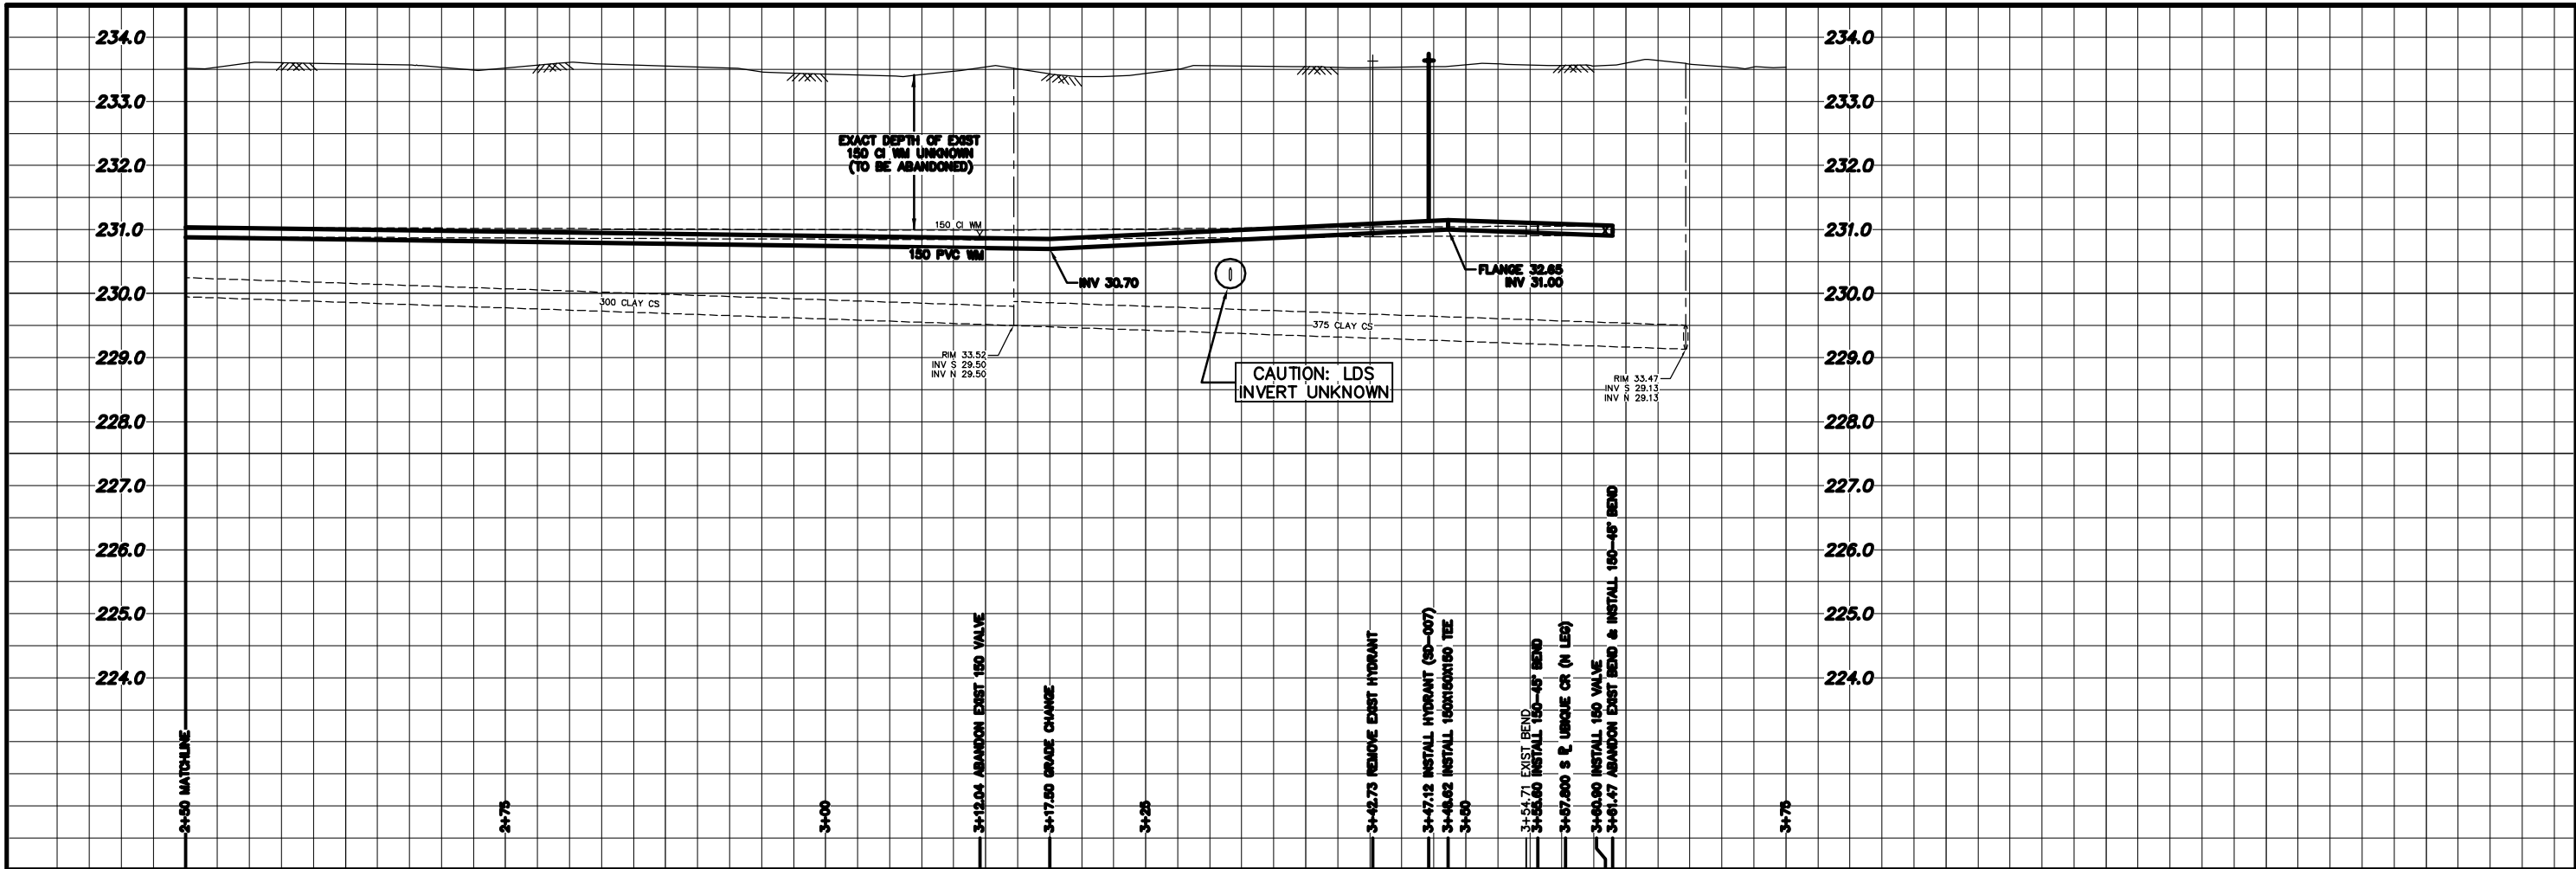 234.0
233.0
232.0
231.0
230.0
229.0
228.0
227.0
226.0
225.0
224.0
234.0
233.0
232.0
231.0
230.0
229.0
228.0
227.0
226.0
225.0
224.0
EXACT DEPTH OF EXIST
150 CI WM UNKNOWN
(TO BE ABANDONED)
150 CI WM
150 PVC WM
INV 30.70
FLANGE 32.65
INV 31.00
300 CLAY CS
375 CLAY CS
RIM 33.52
INV S 29.50
INV N 29.50
CAUTION: LDS
INVERT UNKNOWN
RIM 33.47
INV S 29.13
INV N 29.13
2+50 MATCHLINE
2+75
3+00
3+12.04 ABANDON EXIST 150 VALVE
3+17.50 GRADE CHANGE
3+25
3+42.73 REMOVE EXIST HYDRANT
3+47.12 INSTALL HYDRANT (SD-007)
3+48.62 INSTALL 150X150X150 TEE
3+50
3+54.71 EXIST BEND
3+55.60 INSTALL 150-45° BEND
3+57.800 S PL UBIQUE CR (N LEG)
3+60.90 INSTALL 150 VALVE
3+61.47 ABANDON EXIST BEND & INSTALL 150-45° BEND
3+75